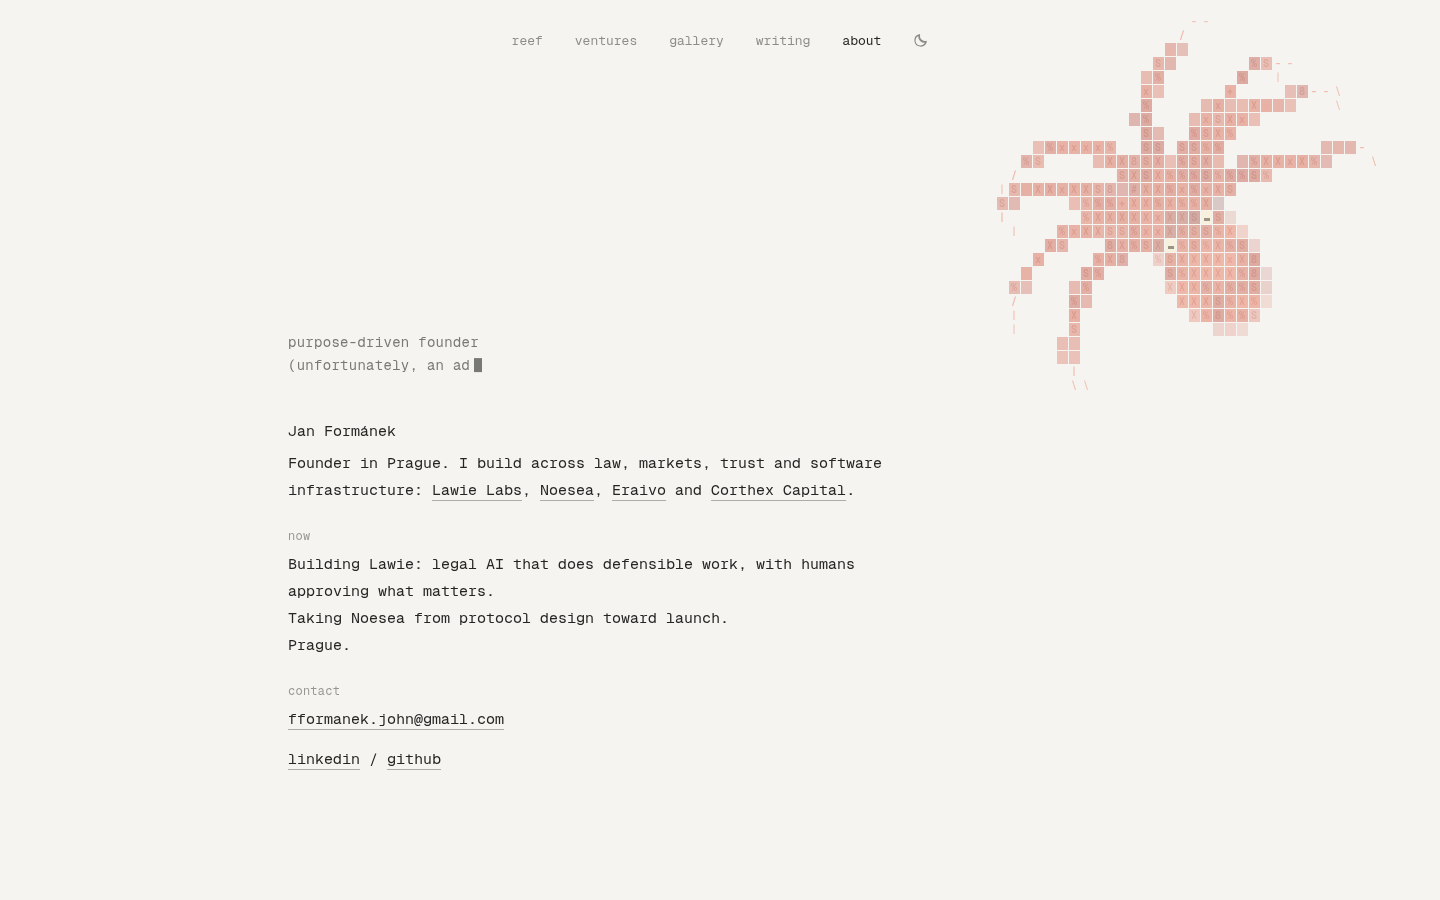 reef ventures gallery writing about
purpose-driven founder
(unfortunately, an ad
Jan Formánek
Founder in Prague. I build across law, markets, trust and software
infrastructure: Lawie Labs, Noesea, Eraivo and Corthex Capital.
now
Building Lawie: legal AI that does defensible work, with humans
approving what matters.
Taking Noesea from protocol design toward launch.
Prague.
contact
fformanek.john@gmail.com
linkedin / github